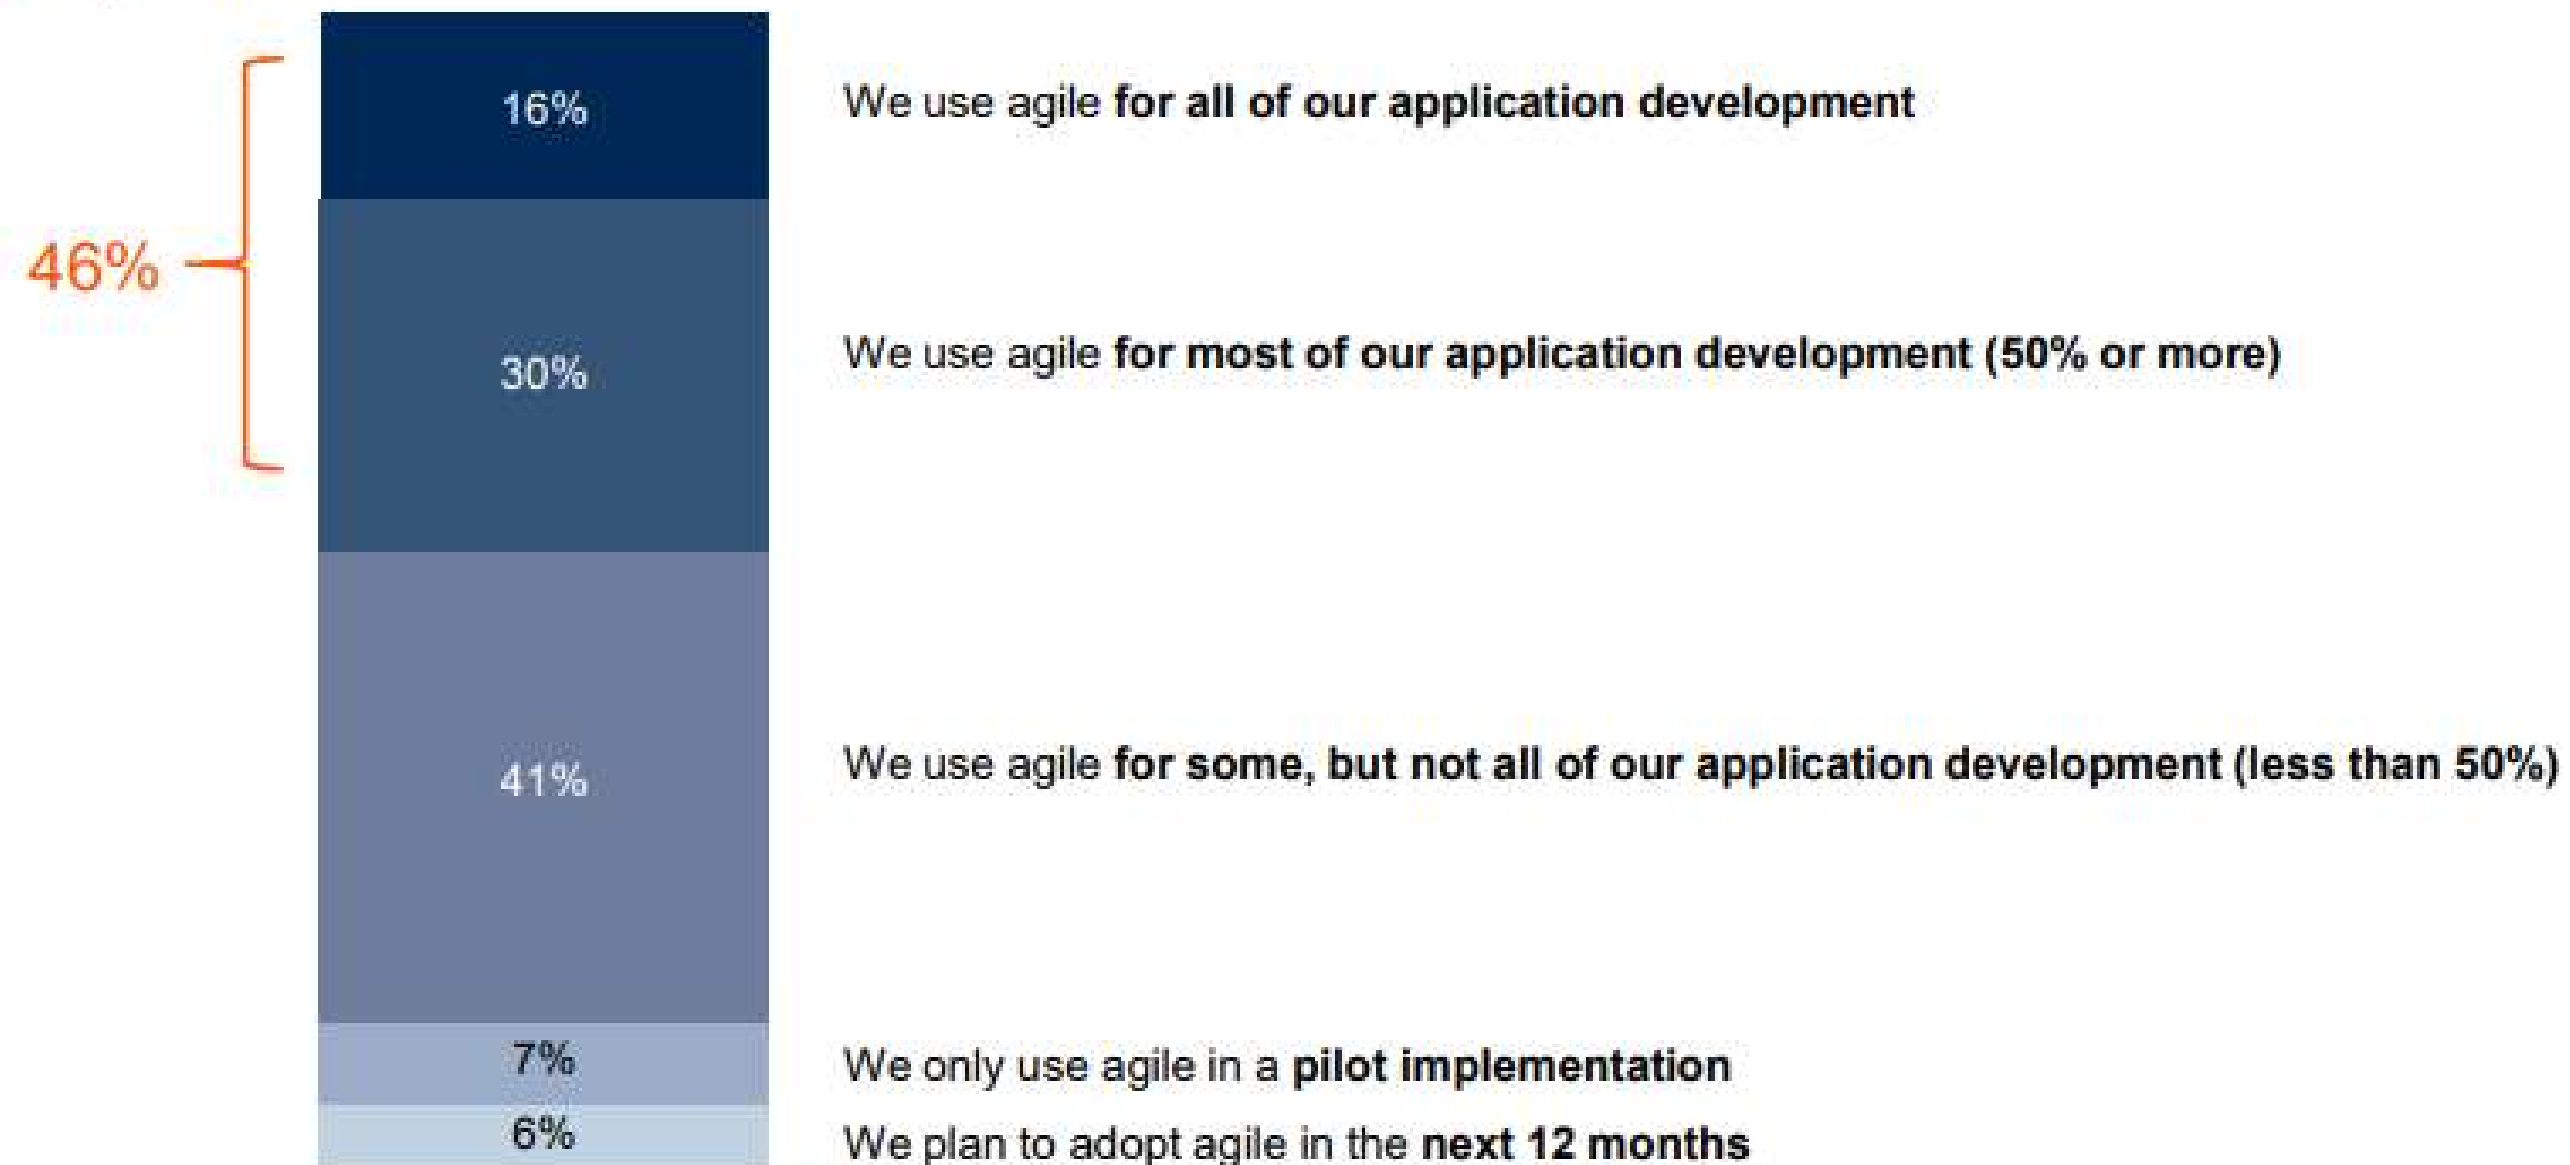 16%
We use agile for all of our application development
46%
30%
We use agile for most of our application development (50% or more)
41%
We use agile for some, but not all of our application development (less than 50%)
7%
We only use agile in a pilot implementation
6%
We plan to adopt agile in the next 12 months